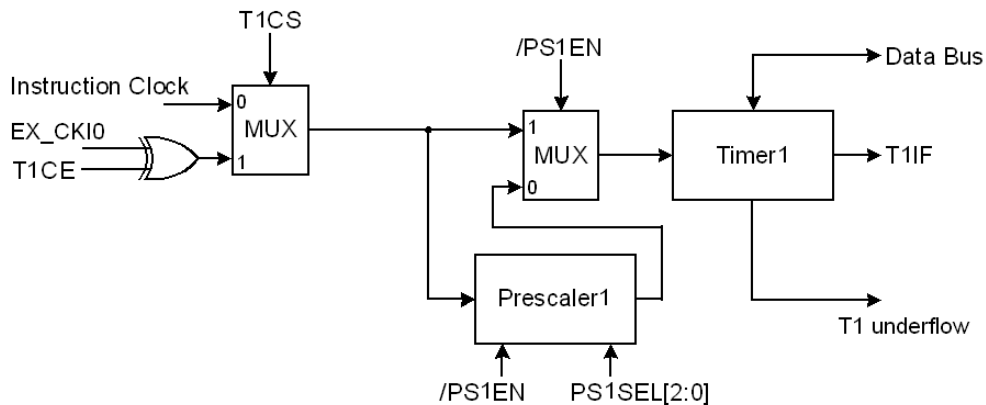 T1CS
/PS1EN
Data Bus
Instruction Clock
0
MUX
EX_CKI0
T1CE
1
1
MUX
0
Timer1
T1IF
Prescaler1
T1 underflow
/PS1EN
PS1SEL[2:0]